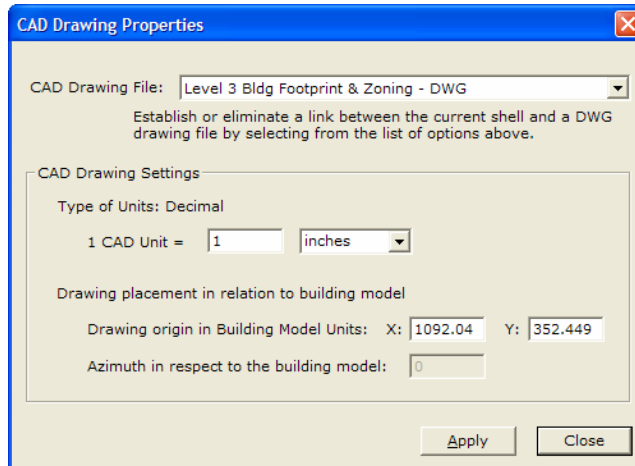 CAD Drawing Properties
CAD Drawing File: Level 3 Bldg Footprint & Zoning - DWG
Establish or eliminate a link between the current shell and a DWG
drawing file by selecting from the list of options above.
CAD Drawing Settings
Type of Units: Decimal
1 CAD Unit = 1 inches
Drawing placement in relation to building model
Drawing origin in Building Model Units: X: 1092.04 Y: 352.449
Azimuth in respect to the building model: 0
Apply Close